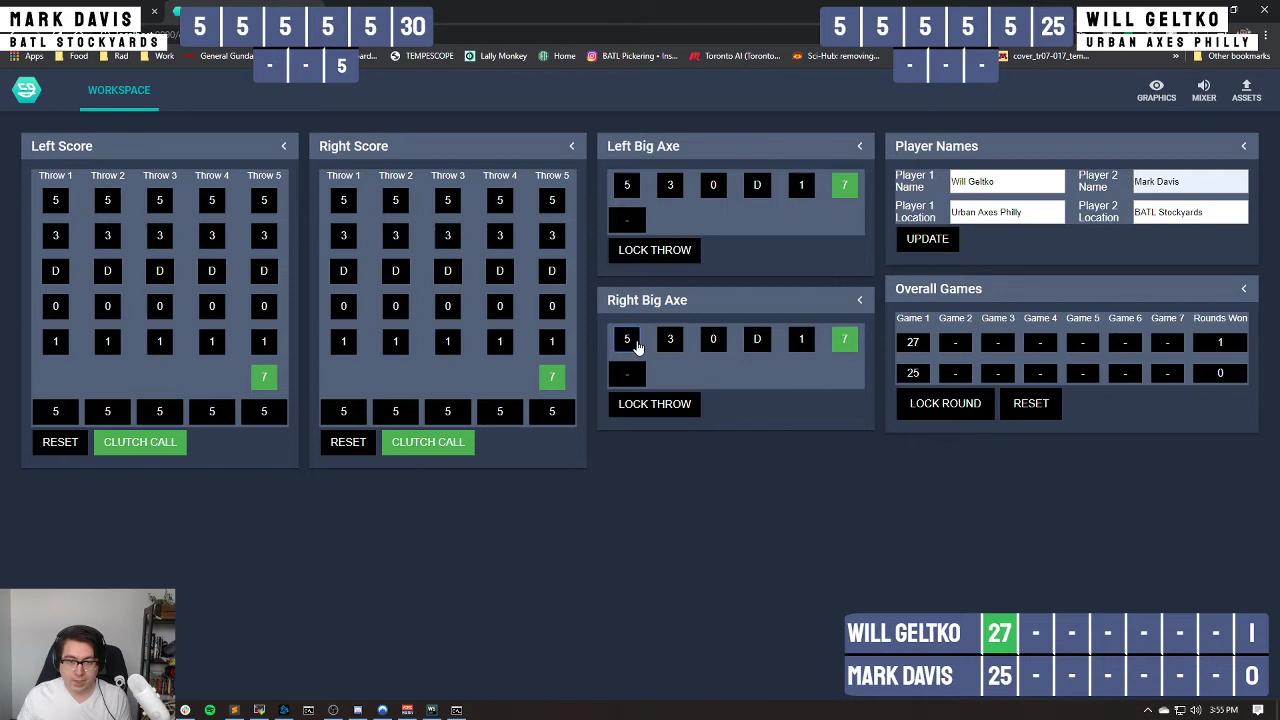 MARK DAVIS
BATL STOCKYARDS
5 5 5 5 5 30
- - 5
5 5 5 5 5 25
- - -
WILL GELTKO
URBAN AXES PHILLY
Apps
Food
Rad
Work
General Gunda
TEMPESCOPE
LaffyMonkey
Home
BATL Pickering • Ins...
Toronto AI (Toronto...
Sci-Hub: removing...
cover_tr07-017_tem...
»
Other bookmarks
WORKSPACE
GRAPHICS
MIXER
ASSETS
Left Score
Throw 1 Throw 2 Throw 3 Throw 4 Throw 5
5 5 5 5 5
3 3 3 3 3
D D D D D
0 0 0 0 0
1 1 1 1 1
7
5 5 5 5 5
RESET CLUTCH CALL
Right Score
Throw 1 Throw 2 Throw 3 Throw 4 Throw 5
5 5 5 5 5
3 3 3 3 3
D D D D D
0 0 0 0 0
1 1 1 1 1
7
5 5 5 5 5
RESET CLUTCH CALL
Left Big Axe
5 3 0 D 1 7
-
LOCK THROW
Right Big Axe
5 3 0 D 1 7
-
LOCK THROW
Player Names
Player 1 Name Will Geltko Player 2 Name Mark Davis
Player 1 Location Urban Axes Philly Player 2 Location BATL Stockyards
UPDATE
Overall Games
Game 1 Game 2 Game 3 Game 4 Game 5 Game 6 Game 7 Rounds Won
27 - - - - - - 1
25 - - - - - - 0
LOCK ROUND RESET
WILL GELTKO 27 - - - - - - 1
MARK DAVIS 25 - - - - - - 0
3:55 PM